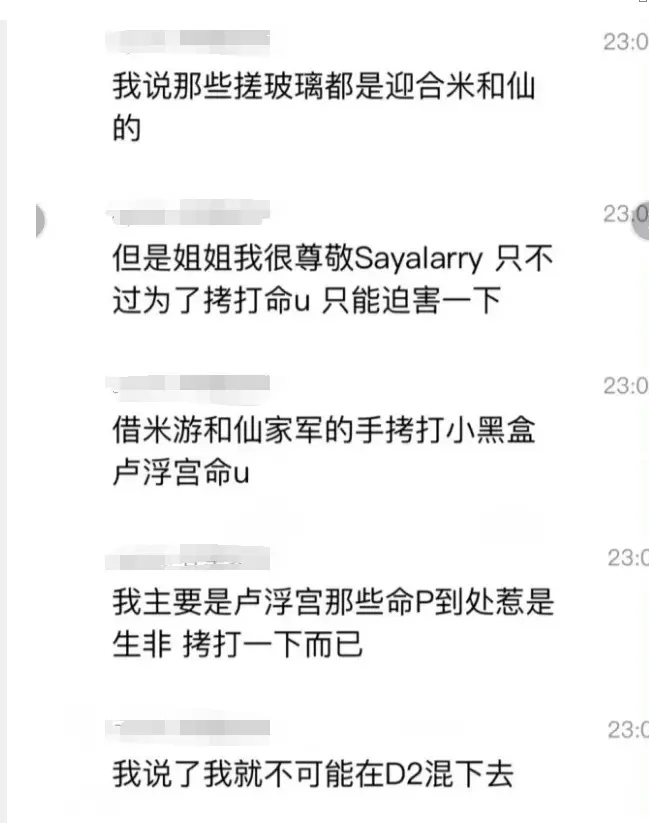 23:0
我说那些搓玻璃都是迎合米和仙
的
23:0
但是姐姐我很尊敬Sayalarry 只不
过为了拷打命u 只能迫害一下
23:0
借米游和仙家军的手拷打小黑盒
卢浮宫命u
23:0
我主要是卢浮宫那些命P到处惹是
生非 拷打一下而已
23:0
我说了我就不可能在D2混下去